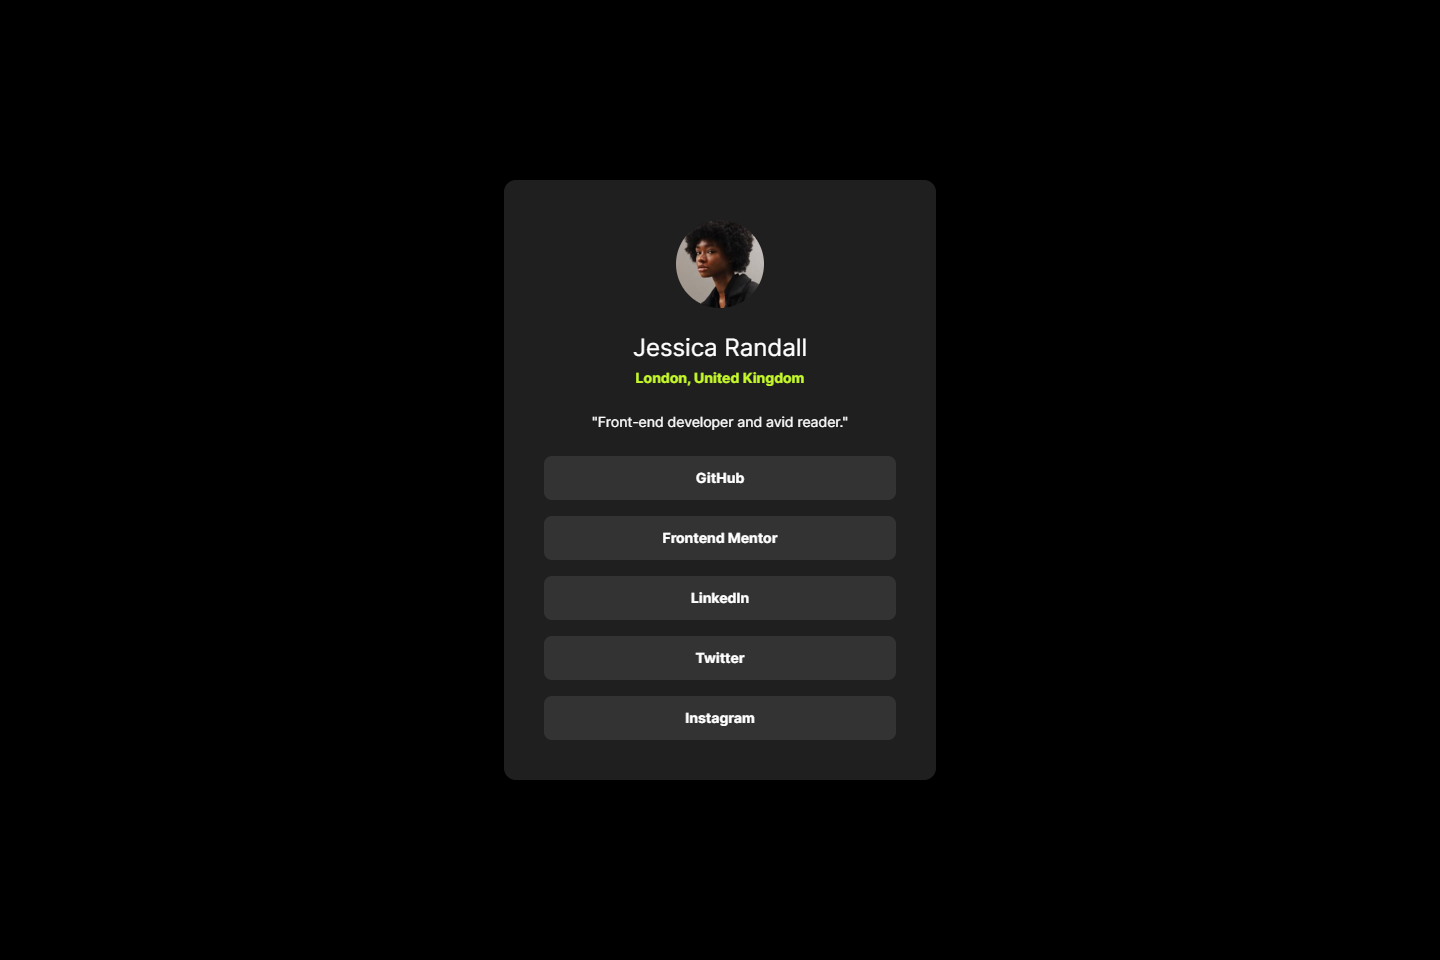 Jessica Randall
London, United Kingdom
"Front-end developer and avid reader."
GitHub
Frontend Mentor
LinkedIn
Twitter
Instagram